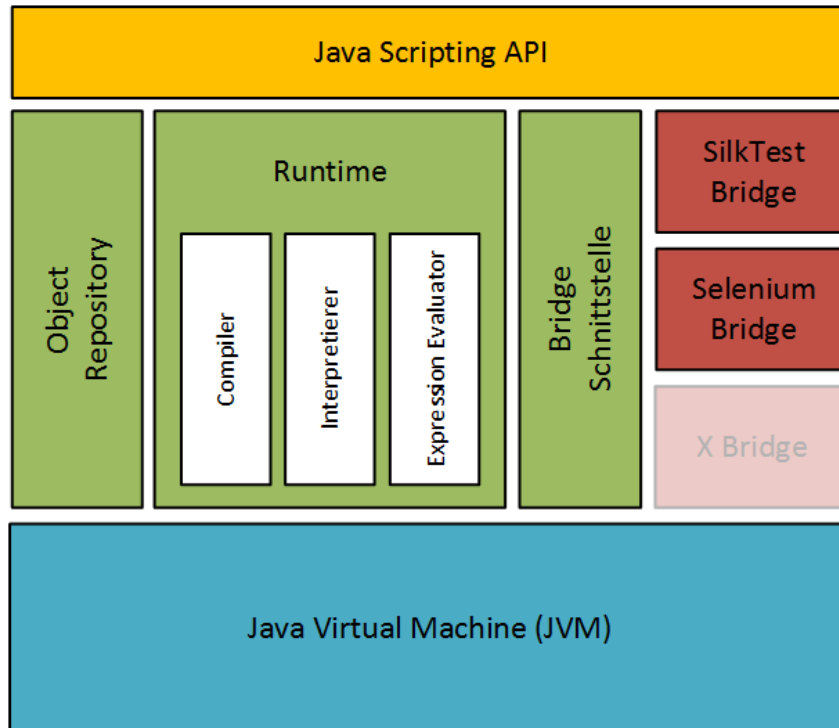 Java Scripting API
Object
Repository
Runtime
Compiler
Interpretierer
Expression Evaluator
Bridge
Schnittstelle
SilkTest
Bridge
Selenium
Bridge
X Bridge
Java Virtual Machine (JVM)